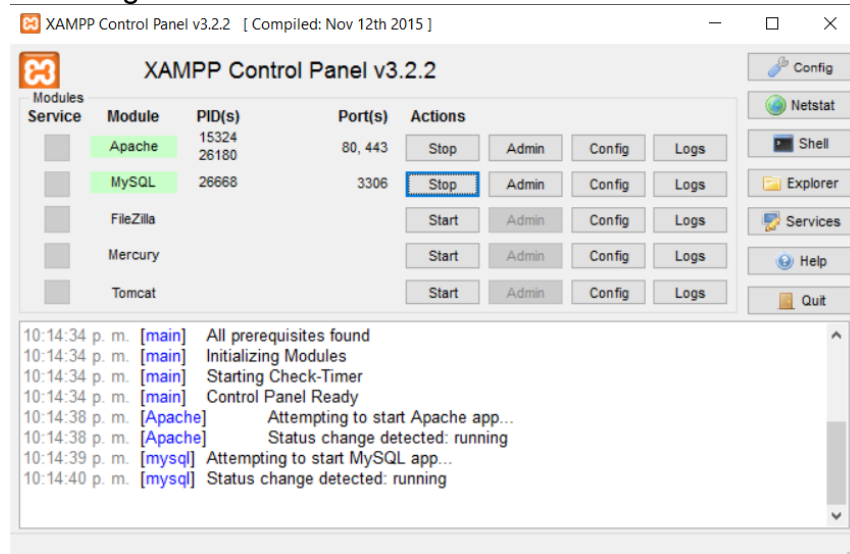 XAMPP Control Panel v3.2.2 [ Compiled: Nov 12th 2015 ]
XAMPP Control Panel v3.2.2
Config
Modules
Service Module PID(s) Port(s) Actions
Netstat
Apache 15324 26180 80, 443 Stop Admin Config Logs
Shell
MySQL 26668 3306 Stop Admin Config Logs
Explorer
FileZilla Start Admin Config Logs
Services
Mercury Start Admin Config Logs
Help
Tomcat Start Admin Config Logs
Quit
10:14:34 p. m. [main] All prerequisites found
10:14:34 p. m. [main] Initializing Modules
10:14:34 p. m. [main] Starting Check-Timer
10:14:34 p. m. [main] Control Panel Ready
10:14:38 p. m. [Apache] Attempting to start Apache app...
10:14:38 p. m. [Apache] Status change detected: running
10:14:39 p. m. [mysql] Attempting to start MySQL app...
10:14:40 p. m. [mysql] Status change detected: running